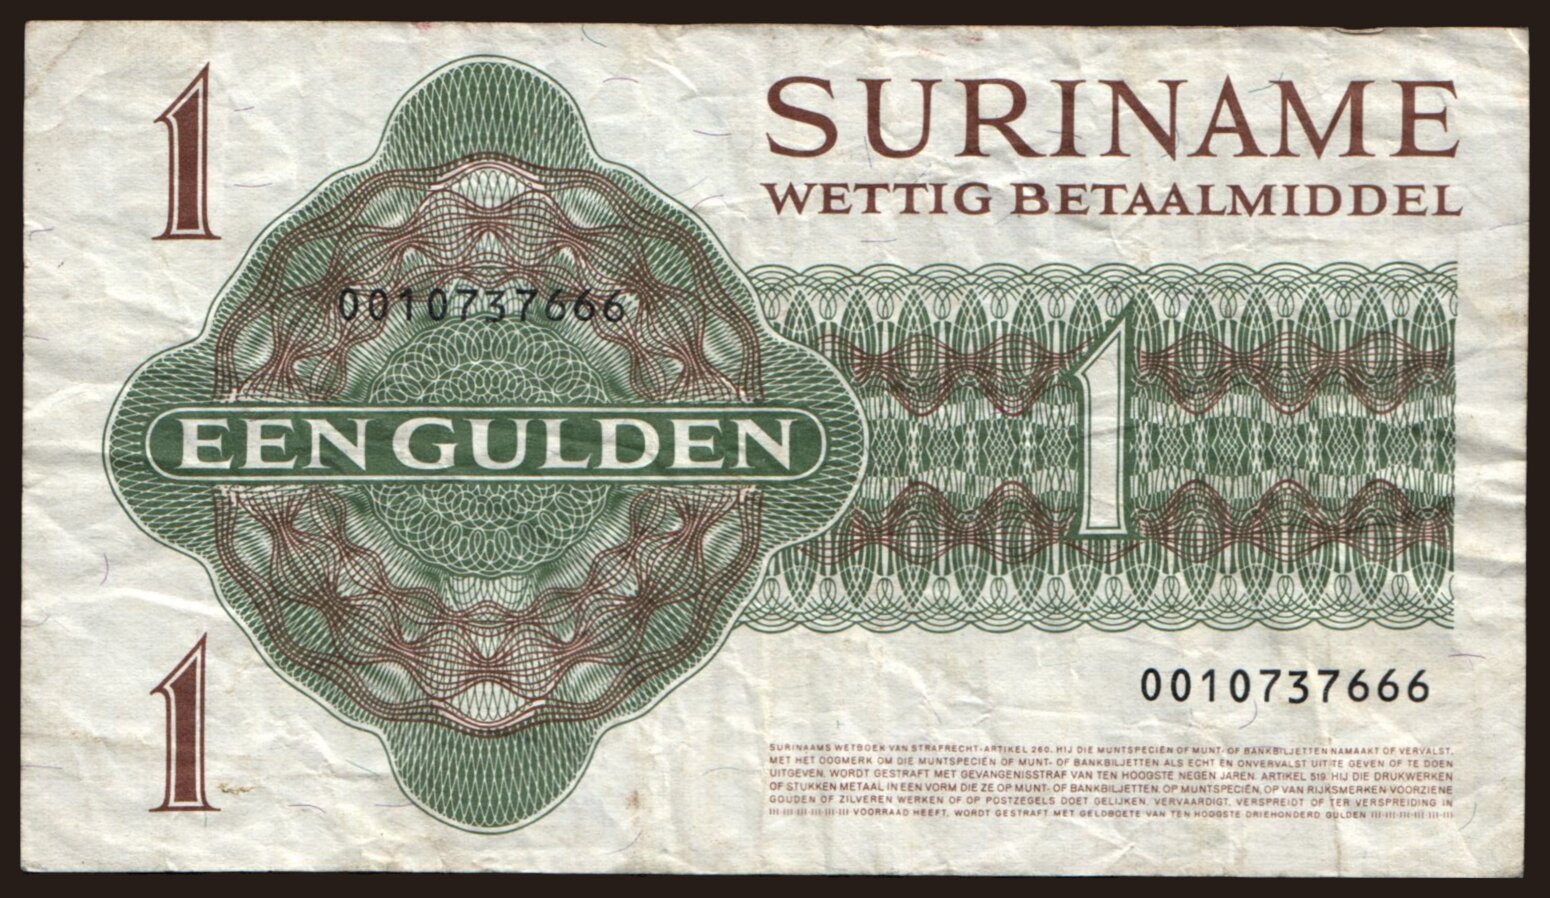 1
SURINAME
WETTIG BETAALMIDDEL
0010737666
EEN GULDEN
1
1
0010737666
SURINAAMS WETBOEK VAN STRAFRECHT-ARTIKEL 260. HIJ DIE MUNTSPECIËN OF MUNT- OF BANKBILJETTEN NAMAAKT OF VERVALST,
MET HET OOGMERK OM DIE MUNTSPECIËN OF MUNT- OF BANKBILJETTEN ALS ECHT EN ONVERVALST UIT TE GEVEN OF TE DOEN
UITGEVEN, WORDT GESTRAFT MET GEVANGENISSTRAF VAN TEN HOOGSTE NEGEN JAREN. ARTIKEL 519. HIJ DIE DRUKWERKEN
OF STUKKEN METAAL IN EEN VORM DIE ZE OP MUNT- OF BANKBILJETTEN, OP MUNTSPECIËN, OP VAN RIJKSMERKEN VOORZIENE
GOUDEN OF ZILVEREN WERKEN OF OP POSTZEGELS DOET GELIJKEN, VERVAARDIGT, VERSPREIDT OF TER VERSPREIDING IN
VOORRAAD HEEFT, WORDT GESTRAFT MET GELDBOETE VAN TEN HOOGSTE DRIEHONDERD GULDEN